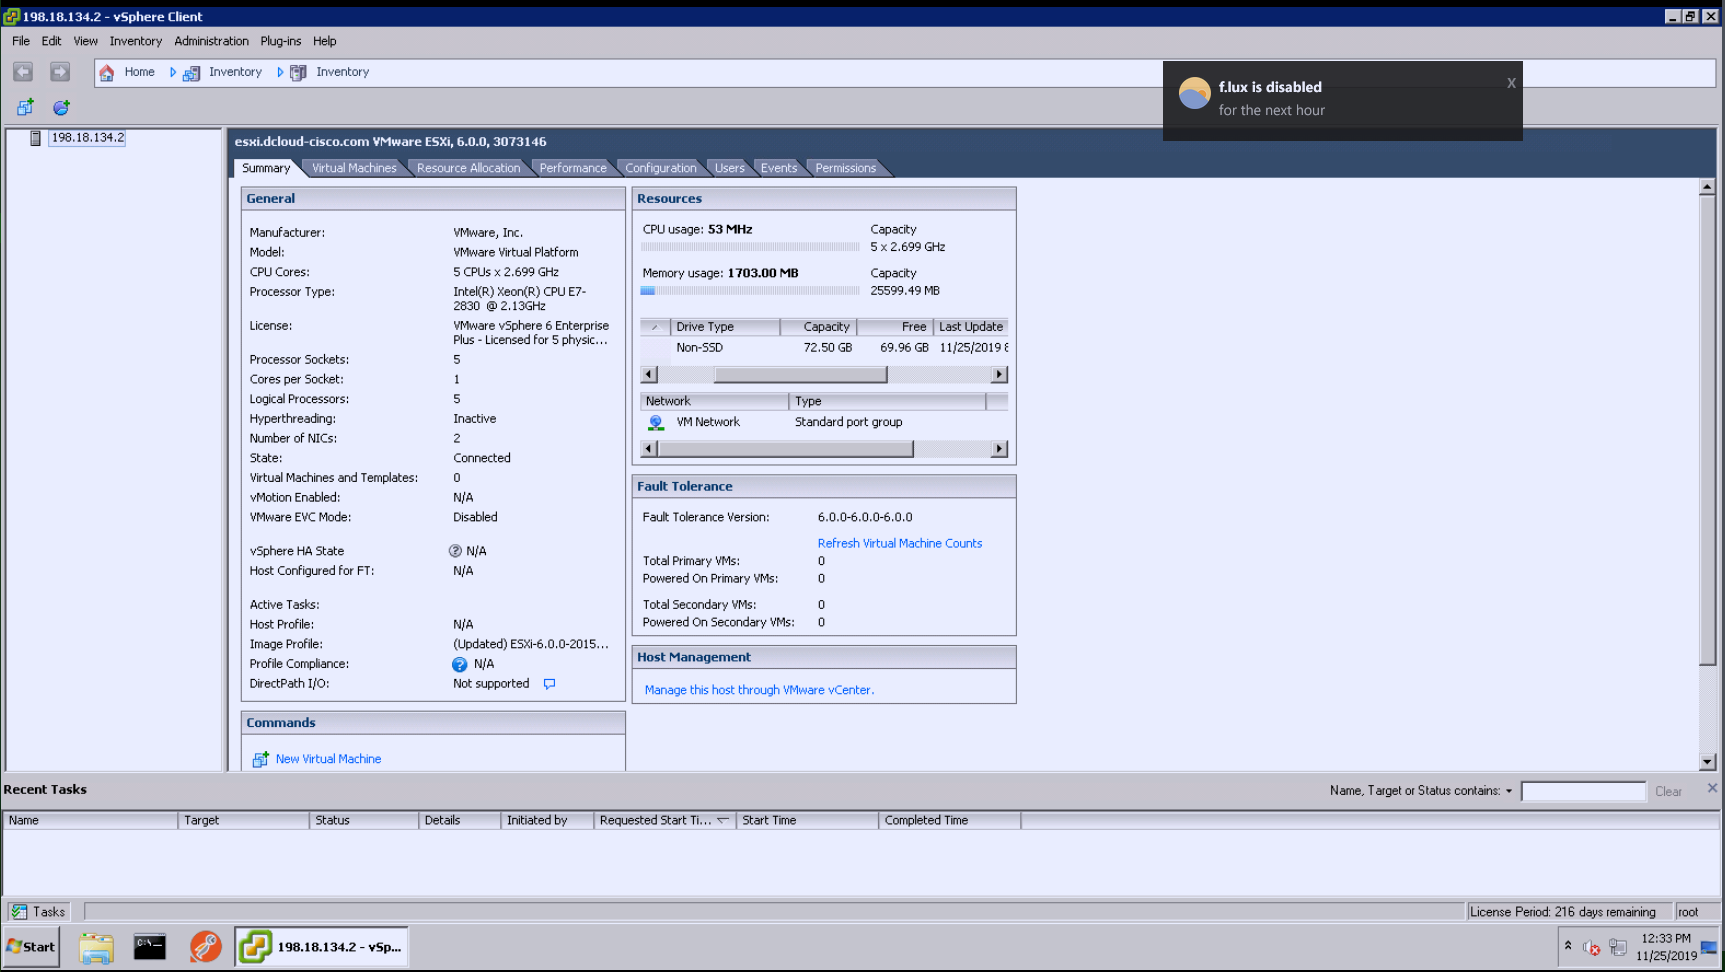 198.18.134.2 - vSphere Client
File Edit View Inventory Administration Plug-ins Help
Home Inventory Inventory
f.lux is disabled X
for the next hour
198.18.134.2
esxi.dcloud-cisco.com VMware ESXi, 6.0.0, 3073146
Summary Virtual Machines Resource Allocation Performance Configuration Users Events Permissions
General
Manufacturer: VMware, Inc.
Model: VMware Virtual Platform
CPU Cores: 5 CPUs x 2.699 GHz
Processor Type: Intel(R) Xeon(R) CPU E7-
2830 @ 2.13GHz
License: VMware vSphere 6 Enterprise
Plus - Licensed for 5 physic...
Processor Sockets: 5
Cores per Socket: 1
Logical Processors: 5
Hyperthreading: Inactive
Number of NICs: 2
State: Connected
Virtual Machines and Templates: 0
vMotion Enabled: N/A
VMware EVC Mode: Disabled
vSphere HA State ? N/A
Host Configured for FT: N/A
Active Tasks:
Host Profile: N/A
Image Profile: (Updated) ESXi-6.0.0-2015...
Profile Compliance: ? N/A
DirectPath I/O: Not supported
Commands
New Virtual Machine
Resources
CPU usage: 53 MHz Capacity
5 x 2.699 GHz
Memory usage: 1703.00 MB Capacity
25599.49 MB
Drive Type Capacity Free Last Update
Non-SSD 72.50 GB 69.96 GB 11/25/2019 8
Network Type
VM Network Standard port group
Fault Tolerance
Fault Tolerance Version: 6.0.0-6.0.0-6.0.0
Refresh Virtual Machine Counts
Total Primary VMs: 0
Powered On Primary VMs: 0
Total Secondary VMs: 0
Powered On Secondary VMs: 0
Host Management
Manage this host through VMware vCenter.
Recent Tasks Name, Target or Status contains: Clear
Name Target Status Details Initiated by Requested Start Ti... Start Time Completed Time
Tasks License Period: 216 days remaining root
Start C:\. 198.18.134.2 - vSp... 12:33 PM
11/25/2019